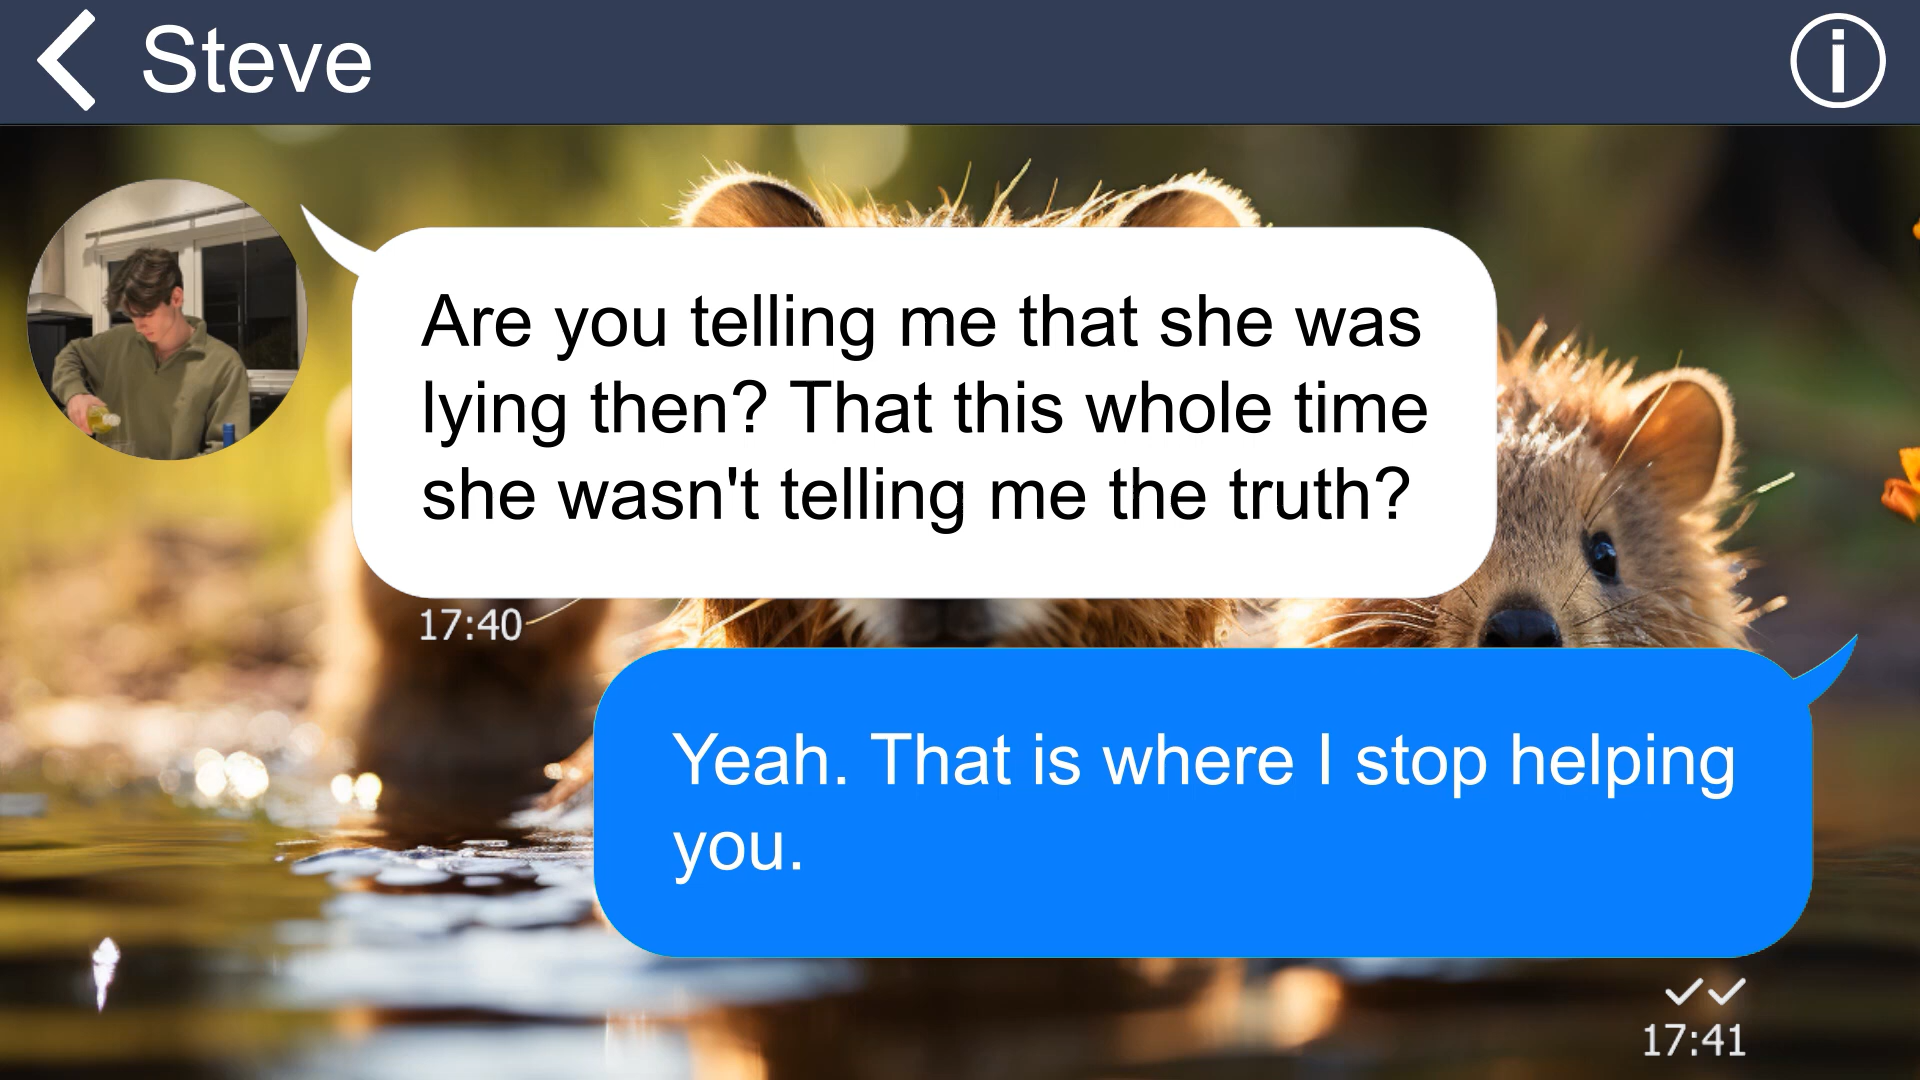 Steve
Are you telling me that she was
lying then? That this whole time
she wasn't telling me the truth?
17:40
Yeah. That is where I stop helping
you.
17:41